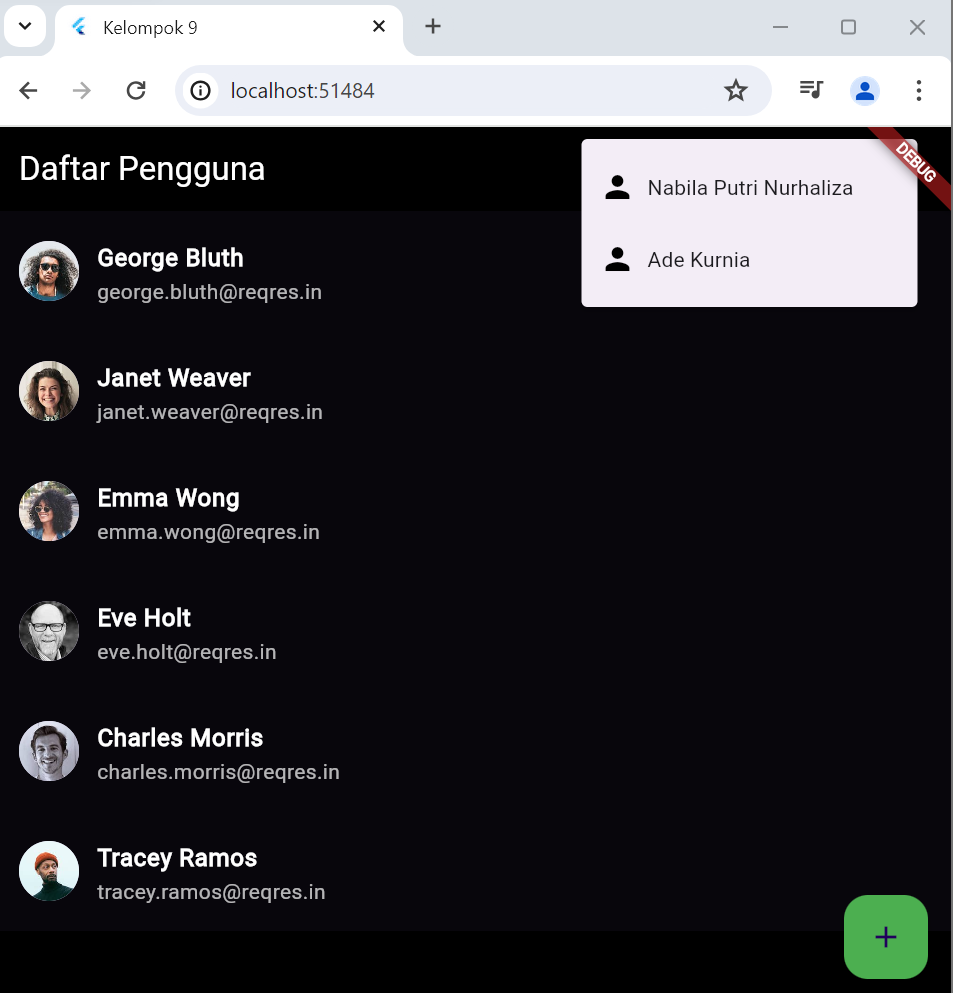 Kelompok 9
localhost:51484
Daftar Pengguna
DEBUG
Nabila Putri Nurhaliza
Ade Kurnia
George Bluth
george.bluth@reqres.in
Janet Weaver
janet.weaver@reqres.in
Emma Wong
emma.wong@reqres.in
Eve Holt
eve.holt@reqres.in
Charles Morris
charles.morris@reqres.in
Tracey Ramos
tracey.ramos@reqres.in